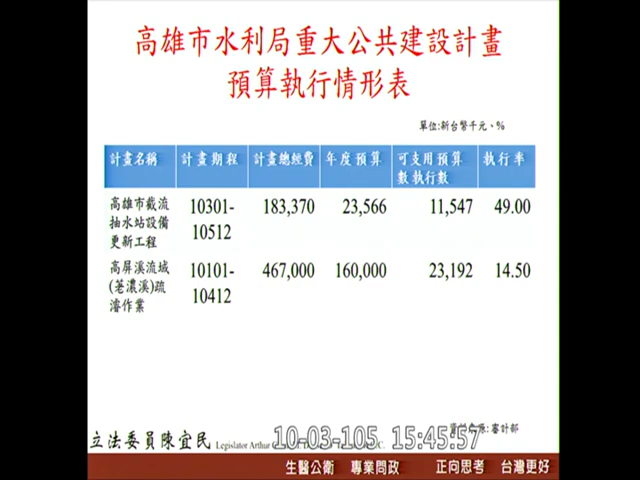 高雄市水利局重大公共建設計畫
預算執行情形表
單位:新台幣千元、%
計畫名稱 計畫期程 計畫總經費 年度預算 可支用預算數執行數 執行率
高雄市截流抽水站設備更新工程 10301-10512 183,370 23,566 11,547 49.00
高屏溪流域(荖濃溪)疏濬作業 10101-10412 467,000 160,000 23,192 14.50
審計部
立法委員陳宜民 Legislator Arthur
10-03-105 15:45:57
生醫公衛 專業問政 正向思考 台灣更好